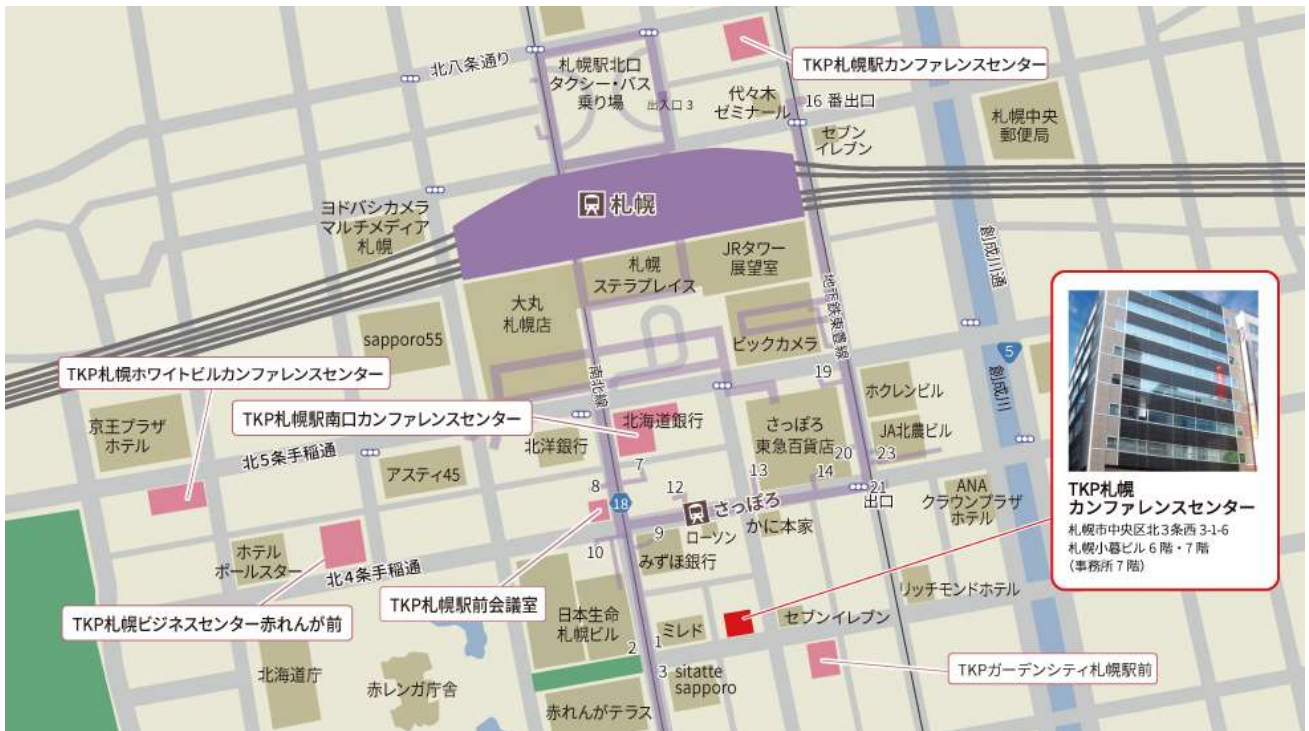 北八条通り
札幌駅北口
タクシー・バス
乗り場
出入口 3
TKP札幌駅カンファレンスセンター
代々木
ゼミナール
16 番出口
セブン
イレブン
札幌中央
郵便局
ヨドバシカメラ
マルチメディア
札幌
札幌
JRタワー
展望室
札幌
ステラプレイス
大丸
札幌店
創成川通
地下鉄東豊線
sapporo55
ビックカメラ
TKP札幌ホワイトビルカンファレンスセンター
南北線
5
創成川
19
ホクレンビル
TKP札幌駅南口カンファレンスセンター
北海道銀行
京王プラザ
ホテル
北5条手稲通
北洋銀行
さっぽろ
東急百貨店
JA北農ビル
アスティ45
7
13
14
20
23
8
18
12
さっぽろ
21
出口
ANA
クラウンプラザ
ホテル
TKP札幌
カンファレンスセンター
札幌市中央区北3条西 3-1-6
札幌小暮ビル 6 階・7 階
(事務所 7 階)
9
ローソン
かに本家
10
みずほ銀行
ホテル
ポールスター
北4条手稲通
TKP札幌駅前会議室
リッチモンドホテル
TKP札幌ビジネスセンター赤れんが前
日本生命
札幌ビル
2
1
ミレド
セブンイレブン
3
sitatte
sapporo
TKPガーデンシティ札幌駅前
北海道庁
赤レンガ庁舎
赤れんがテラス